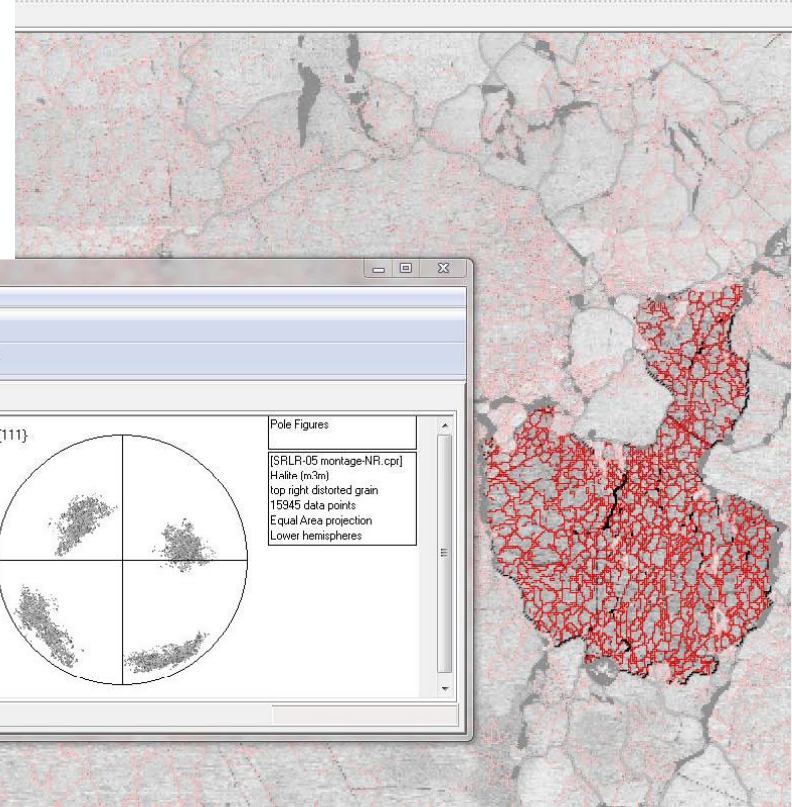 {111}
Pole Figures
[SRLR-05 montage-NR.cpr]
Halite (m3m)
top right distorted grain
15945 data points
Equal Area projection
Lower hemispheres